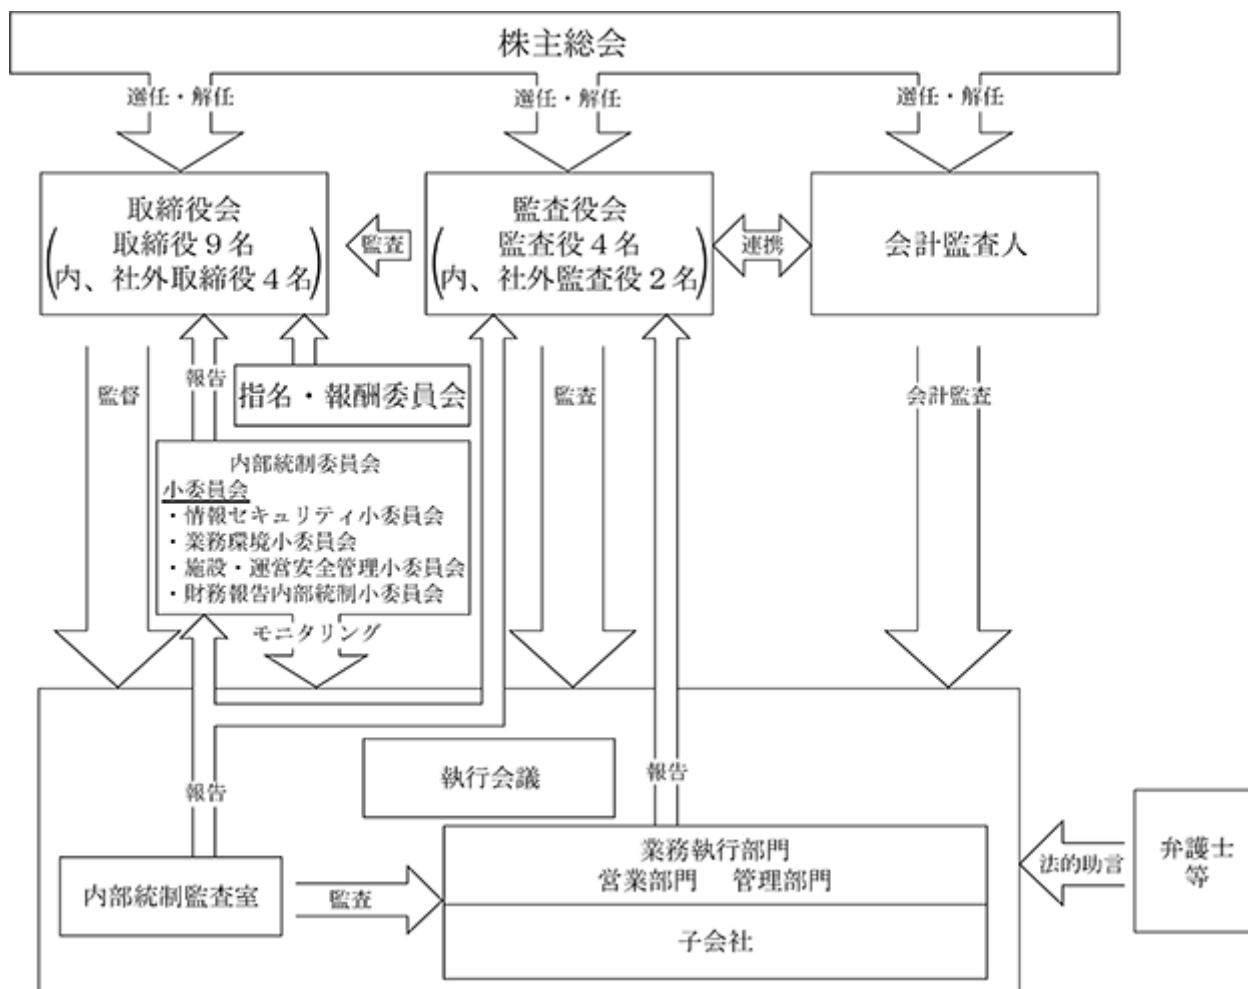 株主総会
選任・解任
選任・解任
選任・解任
取締役会
取締役９名
(内、社外取締役４名)
監査
監査役会
監査役４名
(内、社外監査役２名)
連携
会計監査人
監督
報告
指名・報酬委員会
監査
会計監査
内部統制委員会
小委員会
・情報セキュリティ小委員会
・業務環境小委員会
・施設・運営安全管理小委員会
・財務報告内部統制小委員会
モニタリング
執行会議
報告
報告
業務執行部門
営業部門　管理部門
子会社
内部統制監査室
監査
法的助言
弁護士
等